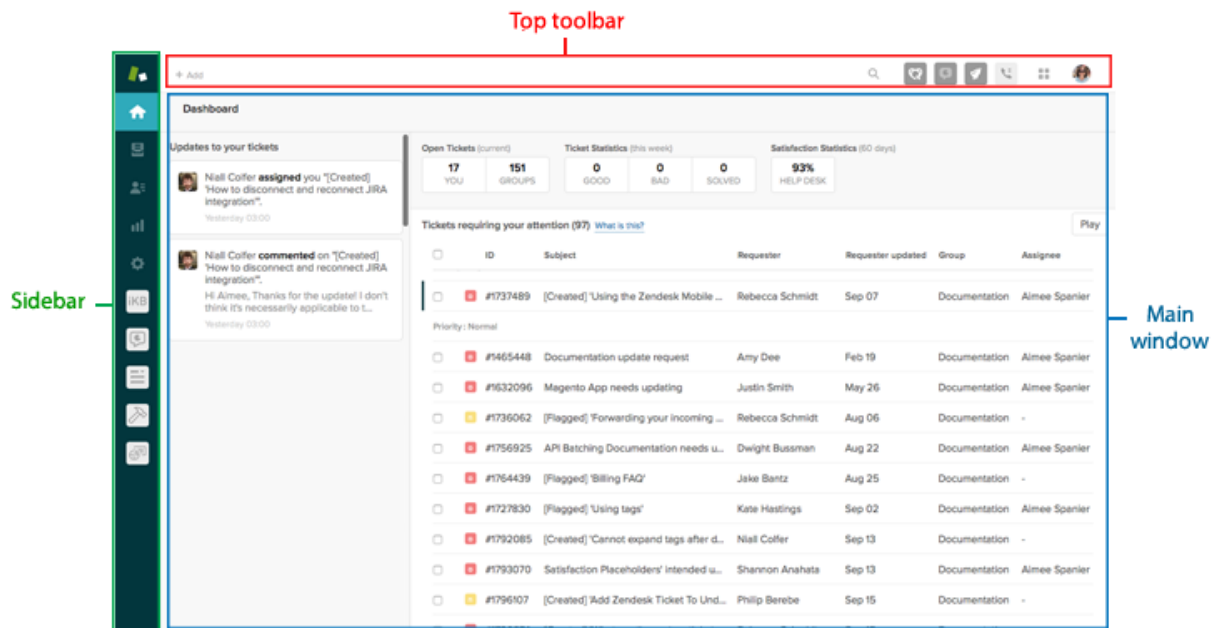 Top toolbar
+ Add
Dashboard
Sidebar
Main
window
Updates to your tickets
Niall Colfer assigned you "[Created]
'How to disconnect and reconnect JIRA
integration'".
Yesterday 03:00
Niall Colfer commented on "[Created]
'How to disconnect and reconnect JIRA
integration'".
Hi Aimee, Thanks for the update! I don't
think it's necessarily applicable to t...
Yesterday 03:00
iKB
Open Tickets (current) Ticket Statistics (this week) Satisfaction Statistics (60 days)
17 151 0 0 0 93%
YOU GROUPS GOOD BAD SOLVED HELP DESK
Tickets requiring your attention (97) What is this? Play
ID Subject Requester Requester updated Group Assignee
#1737489 [Created] 'Using the Zendesk Mobile ... Rebecca Schmidt Sep 07 Documentation Aimee Spanier
Priority: Normal
#1465448 Documentation update request Amy Dee Feb 19 Documentation Aimee Spanier
#1632096 Magento App needs updating Justin Smith May 26 Documentation Aimee Spanier
#1736062 [Flagged] 'Forwarding your incoming ... Rebecca Schmidt Aug 06 Documentation -
#1756925 API Batching Documentation needs u... Dwight Bussman Aug 22 Documentation Aimee Spanier
#1764439 [Flagged] 'Billing FAQ' Jake Bantz Aug 25 Documentation -
#1727830 [Flagged] 'Using tags' Kate Hastings Sep 02 Documentation Aimee Spanier
#1792085 [Created] 'Cannot expand tags after d... Niall Colfer Sep 13 Documentation -
#1793070 Satisfaction Placeholders' intended u... Shannon Anahata Sep 13 Documentation Aimee Spanier
#1796107 [Created] 'Add Zendesk Ticket To Und... Philip Berebe Sep 15 Documentation -